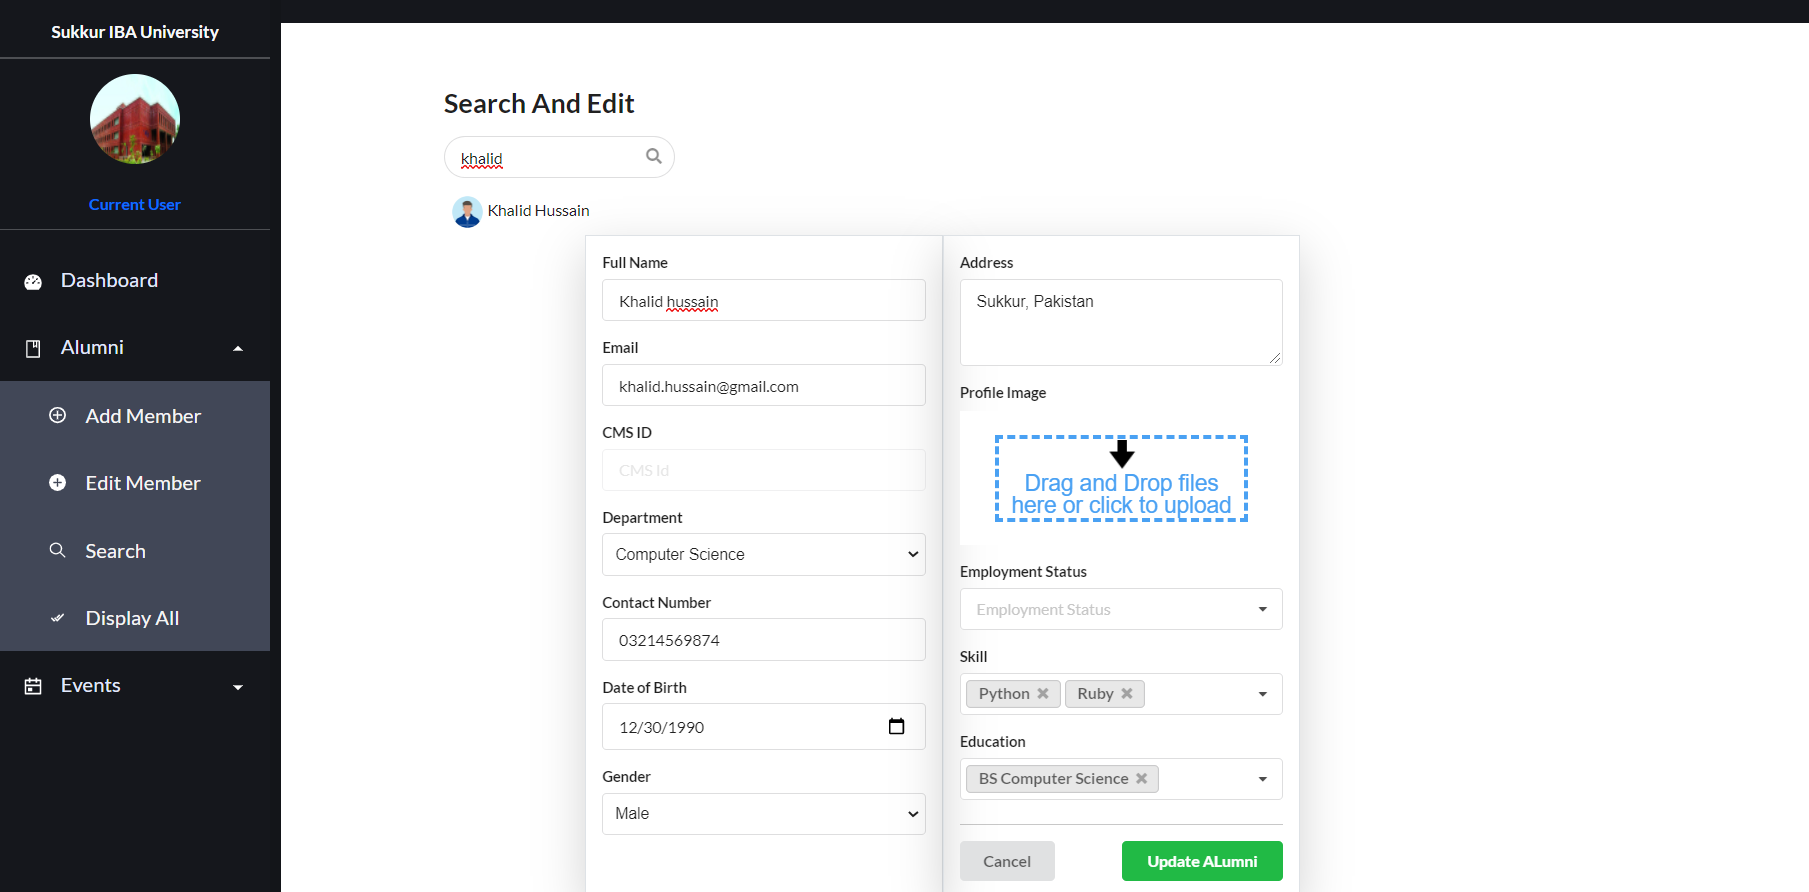 Sukkur IBA University
Current User
Dashboard
Alumni
Add Member
Edit Member
Search
Display All
Events
Search And Edit
khalid
Khalid Hussain
Full Name
Khalid hussain
Email
khalid.hussain@gmail.com
CMS ID
CMS Id
Department
Computer Science
Contact Number
03214569874
Date of Birth
12/30/1990
Gender
Male
Address
Sukkur, Pakistan
Profile Image
Drag and Drop files
here or click to upload
Employment Status
Employment Status
Skill
Python Ruby
Education
BS Computer Science
Cancel Update ALumni